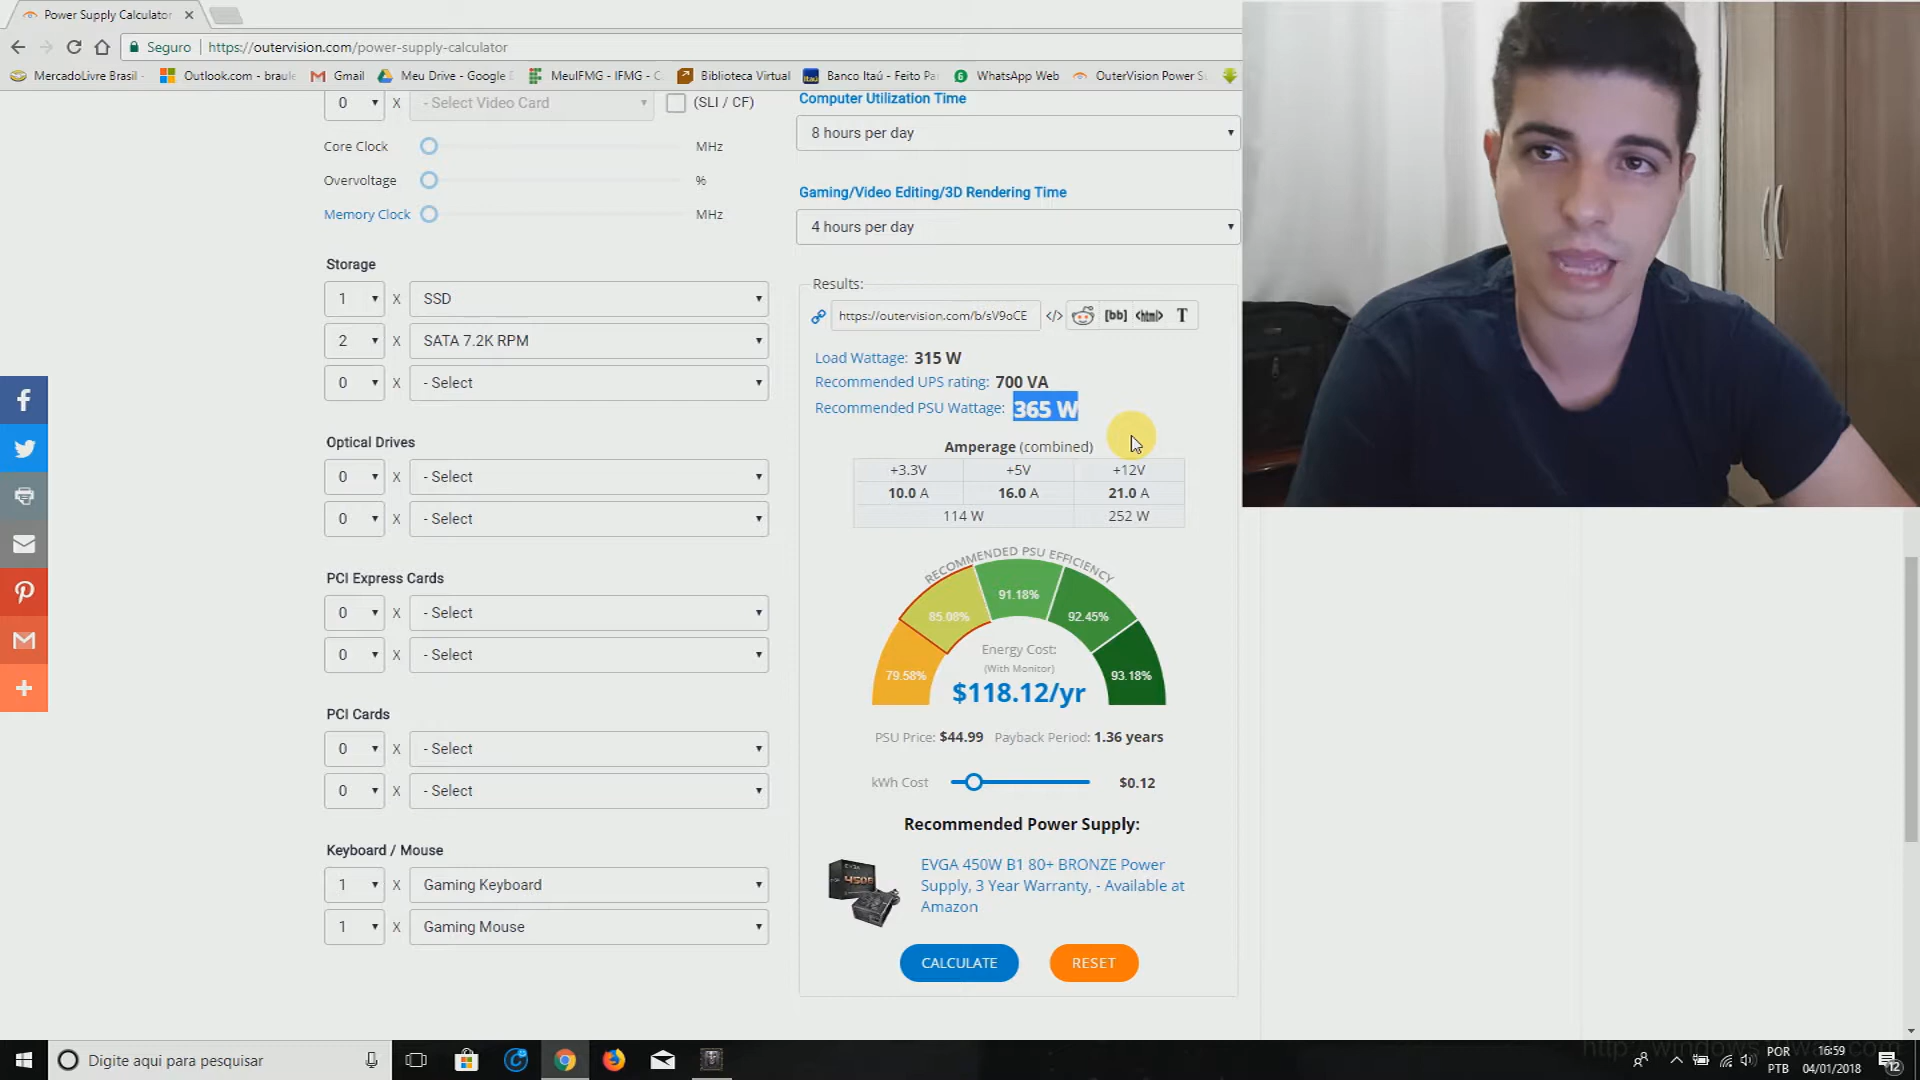 Power Supply Calculator
Seguro
https://outervision.com/power-supply-calculator
MercadoLivre Brasil -
Outlook.com - braule
Gmail
Meu Drive - Google
MeuIFMG - IFMG - C
Biblioteca Virtual
Banco Itaú - Feito Pa
WhatsApp Web
OuterVision Power S
0 X - Select Video Card (SLI / CF)
Core Clock MHz
Overvoltage %
Memory Clock MHz
Storage
1 X SSD
2 X SATA 7.2K RPM
0 X - Select
Optical Drives
0 X - Select
0 X - Select
PCI Express Cards
0 X - Select
0 X - Select
PCI Cards
0 X - Select
0 X - Select
Keyboard / Mouse
1 X Gaming Keyboard
1 X Gaming Mouse
Computer Utilization Time
8 hours per day
Gaming/Video Editing/3D Rendering Time
4 hours per day
Results:
https://outervision.com/b/sV9oCE </> [bb] <html> T
Load Wattage: 315 W
Recommended UPS rating: 700 VA
Recommended PSU Wattage: 365 W
Amperage (combined)
+3.3V +5V +12V
10.0 A 16.0 A 21.0 A
114 W 252 W
RECOMMENDED PSU EFFICIENCY
79.58% 85.08% 91.18% 92.45% 93.18%
Energy Cost:
(With Monitor)
$118.12/yr
PSU Price: $44.99 Payback Period: 1.36 years
kWh Cost $0.12
Recommended Power Supply:
EVGA 450W B1 80+ BRONZE Power
Supply, 3 Year Warranty, - Available at
Amazon
EVGA
450B
CALCULATE RESET
Digite aqui para pesquisar
POR
PTB
16:59
04/01/2018
12